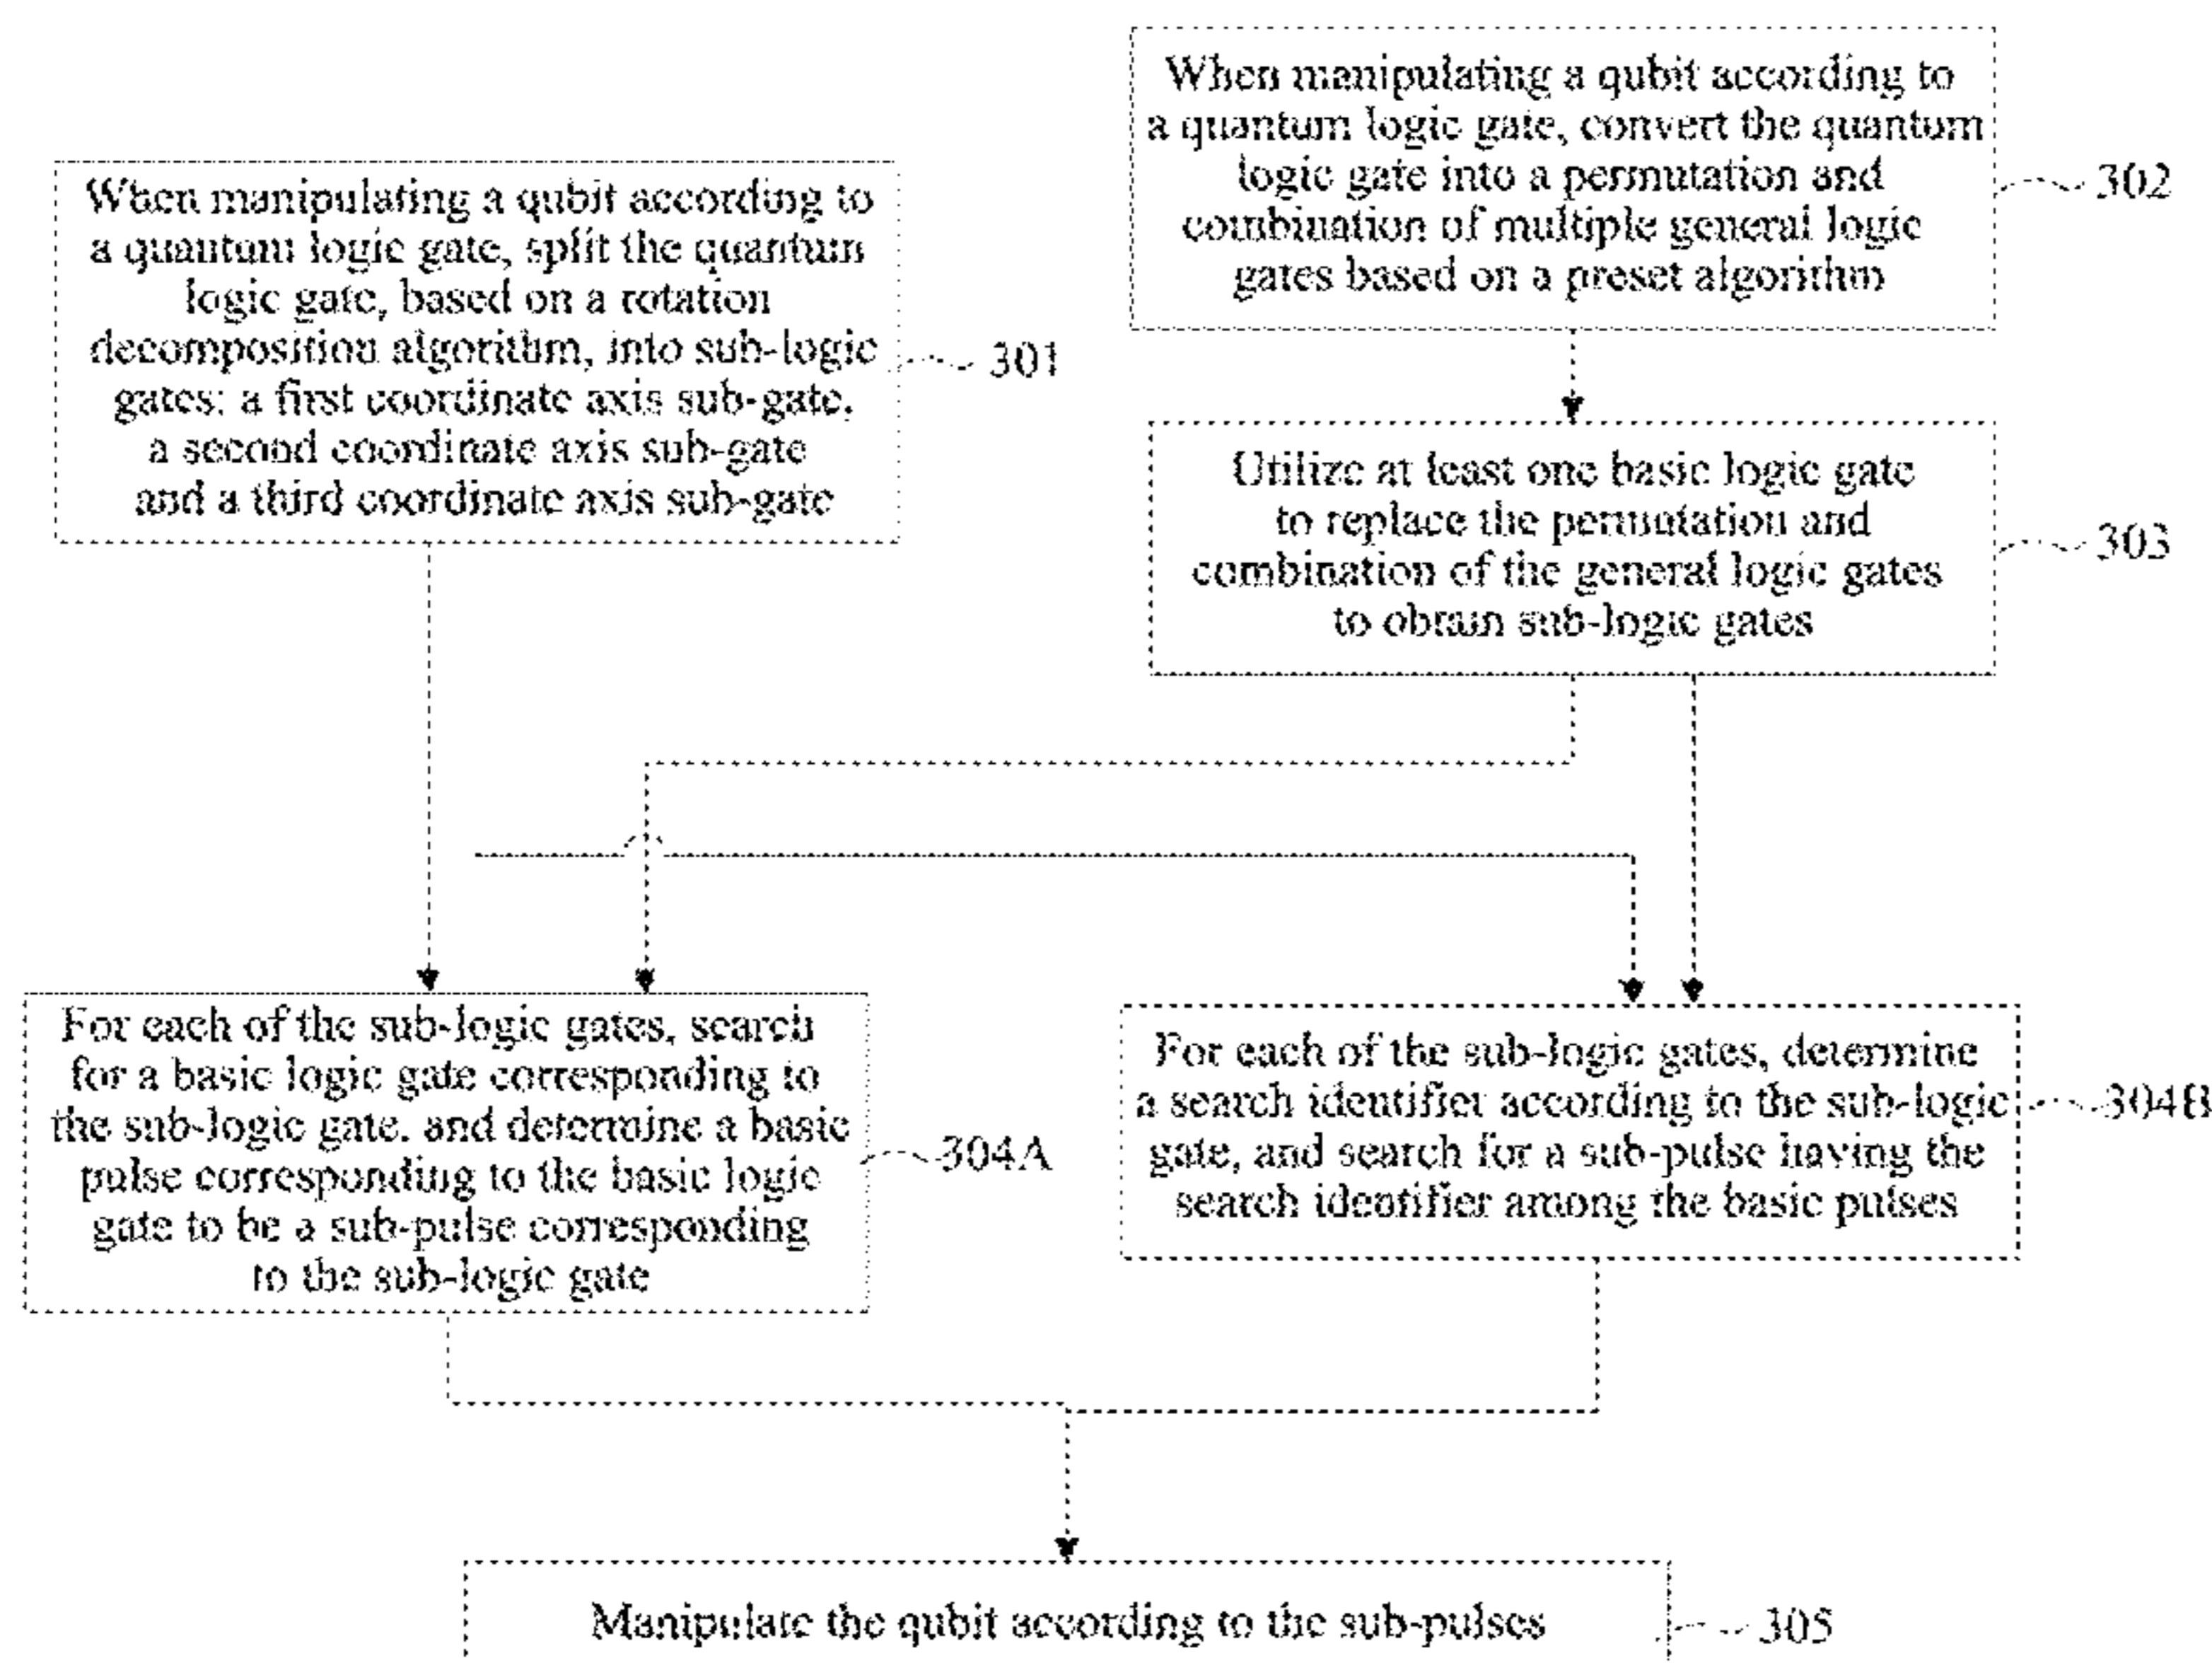 When manipulating a qubit according to
a quantum logic gate, split the quantum
logic gate, based on a rotation
decomposition algorithm, into sub-logic
gates: a first coordinate axis sub-gate,
a second coordinate axis sub-gate
and a third coordinate axis sub-gate
301
When manipulating a qubit according to
a quantum logic gate, convert the quantum
logic gate into a permutation and
combination of multiple general logic
gates based on a preset algorithm
302
Utilize at least one basic logic gate
to replace the permutation and
combination of the general logic gates
to obtain sub-logic gates
303
For each of the sub-logic gates, search
for a basic logic gate corresponding to
the sub-logic gate, and determine a basic
pulse corresponding to the basic logic
gate to be a sub-pulse corresponding
to the sub-logic gate
304A
For each of the sub-logic gates, determine
a search identifier according to the sub-logic
gate, and search for a sub-pulse having the
search identifier among the basic pulses
304B
Manipulate the qubit according to the sub-pulses
305